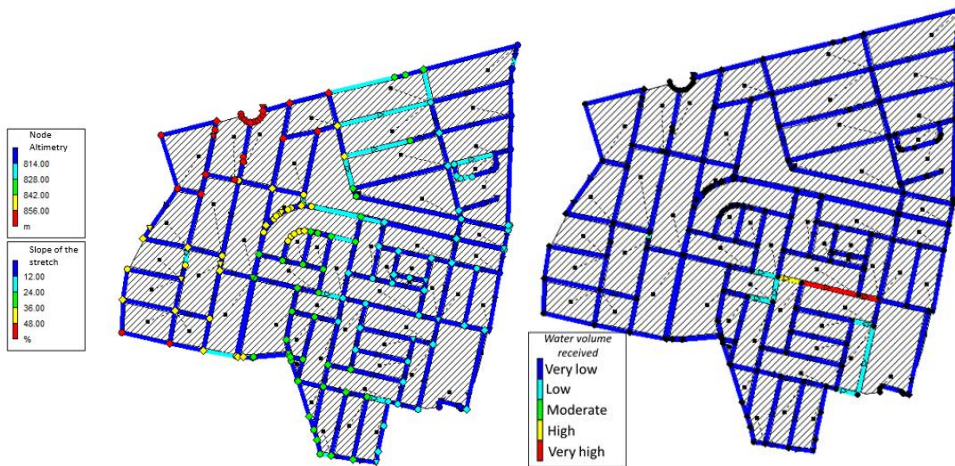 Node
Altimetry
814.00
828.00
842.00
856.00
m
Slope of the
stretch
12.00
24.00
36.00
48.00
%
Water volume
received
Very low
Low
Moderate
High
Very high